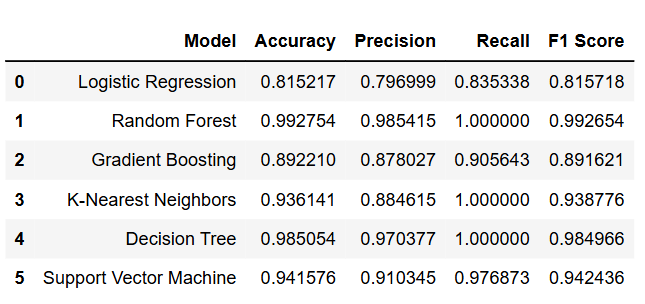 Model Accuracy Precision Recall F1 Score
0 Logistic Regression 0.815217 0.796999 0.835338 0.815718
1 Random Forest 0.992754 0.985415 1.000000 0.992654
2 Gradient Boosting 0.892210 0.878027 0.905643 0.891621
3 K-Nearest Neighbors 0.936141 0.884615 1.000000 0.938776
4 Decision Tree 0.985054 0.970377 1.000000 0.984966
5 Support Vector Machine 0.941576 0.910345 0.976873 0.942436